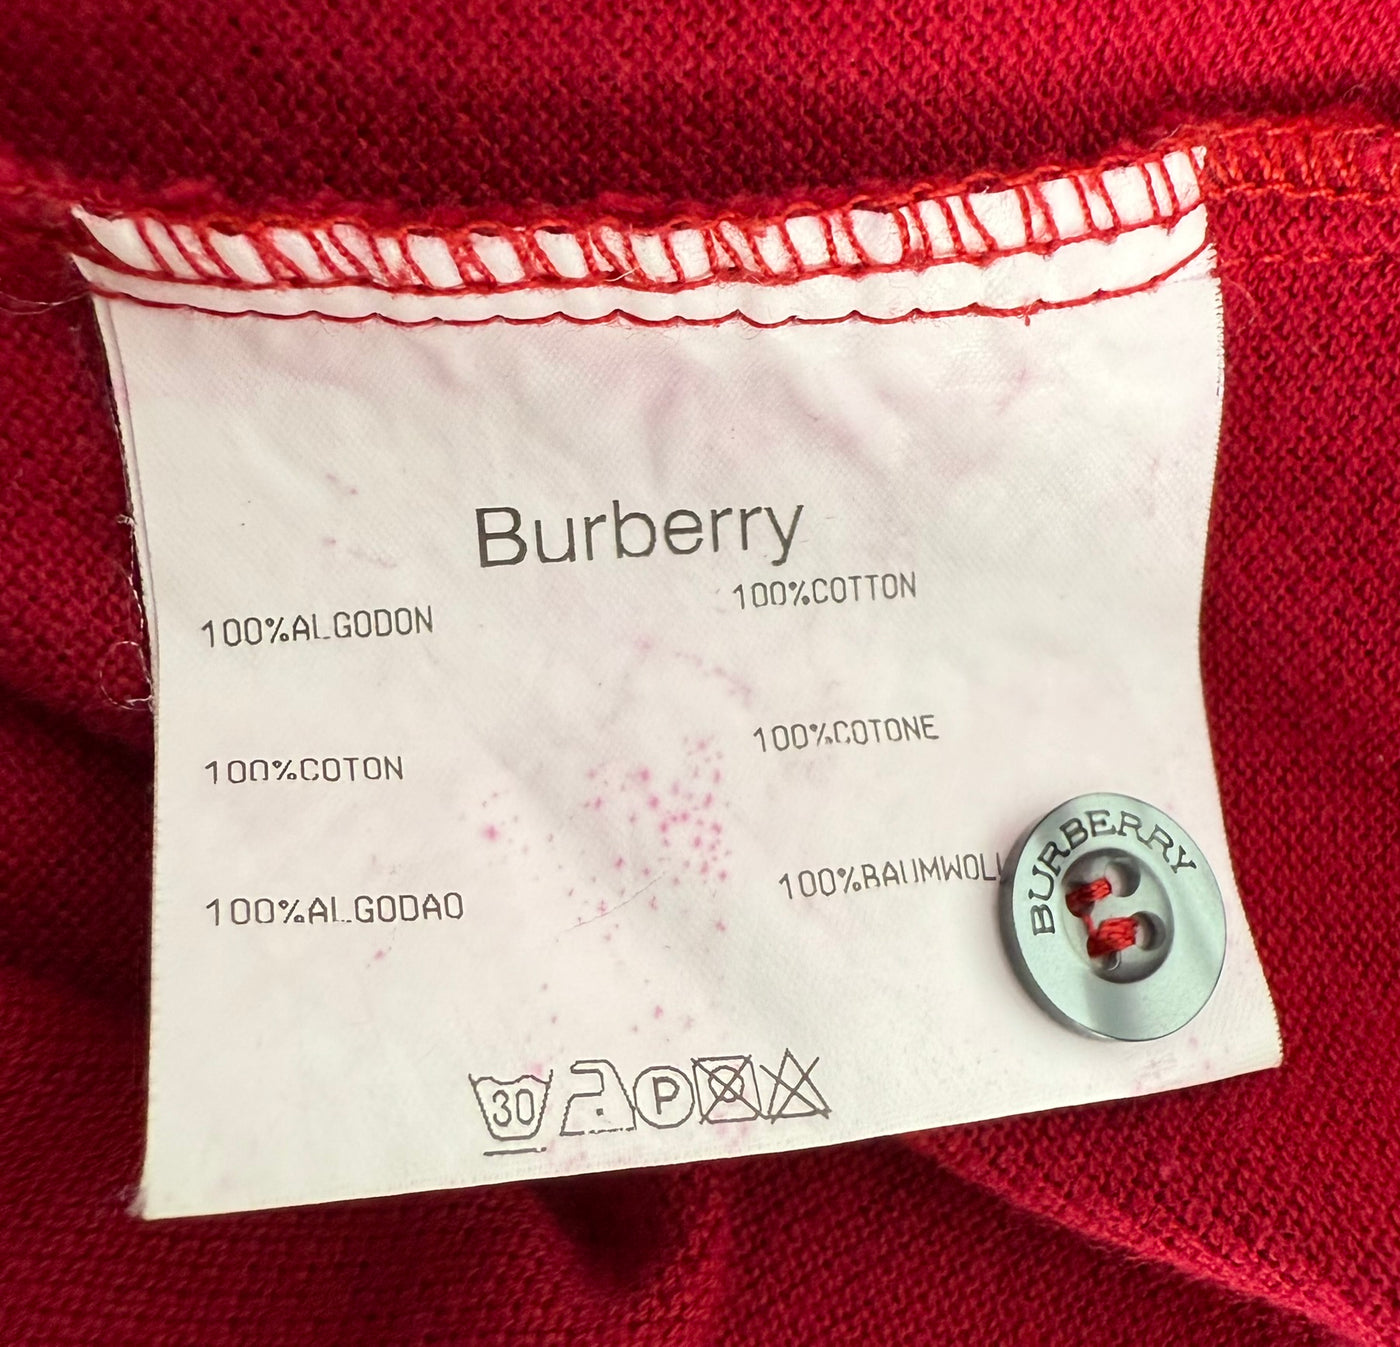 Burberry
100%ALGODON
100%COTTON
100%COTON
100%COTONE
100%ALGODAO
100%BAUMWOLL
BURBERRY
30
P